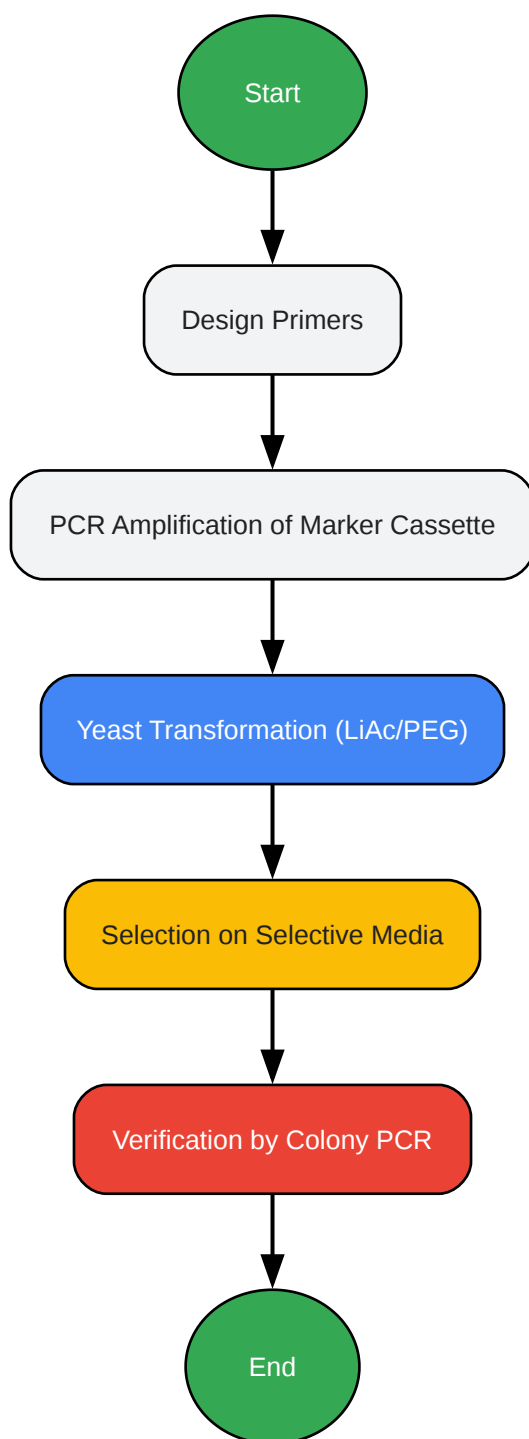 Start
Design Primers
PCR Amplification of Marker Cassette
Yeast Transformation (LiAc/PEG)
Selection on Selective Media
Verification by Colony PCR
End